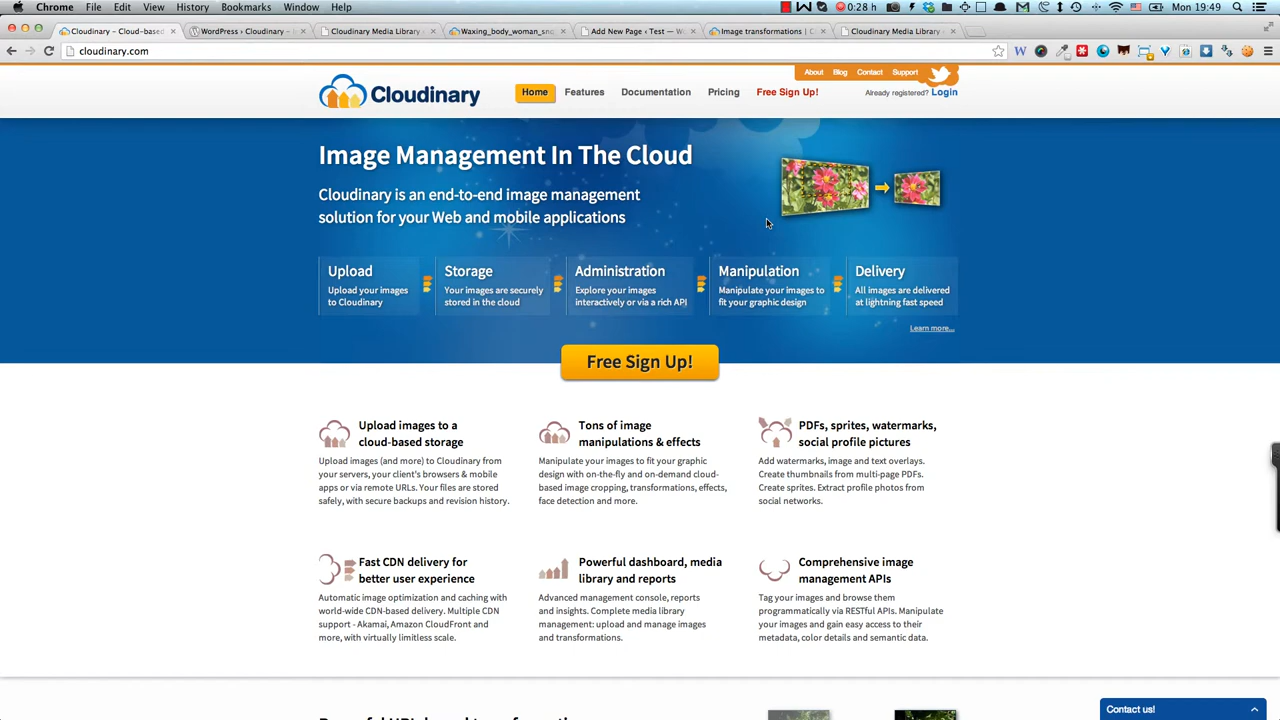 Chrome File Edit View History Bookmarks Window Help
0:28 h
Mon 19:49
Cloudinary – Cloud-based
WordPress ‹ Cloudinary –
Cloudinary Media Library
Waxing_body_woman_sno
Add New Page ‹ Test — W
Image transformations | C
Cloudinary Media Library
cloudinary.com
About Blog Contact Support
Cloudinary
Home Features Documentation Pricing Free Sign Up!
Already registered? Login
Image Management In The Cloud
Cloudinary is an end-to-end image management
solution for your Web and mobile applications
Upload
Upload your images
to Cloudinary
Storage
Your images are securely
stored in the cloud
Administration
Explore your images
interactively or via a rich API
Manipulation
Manipulate your images to
fit your graphic design
Delivery
All images are delivered
at lightning fast speed
Learn more...
Free Sign Up!
Upload images to a
cloud-based storage
Upload images (and more) to Cloudinary from
your servers, your client's browsers & mobile
apps or via remote URLs. Your files are stored
safely, with secure backups and revision history.
Tons of image
manipulations & effects
Manipulate your images to fit your graphic
design with on-the-fly and on-demand cloud-
based image cropping, transformations, effects,
face detection and more.
PDFs, sprites, watermarks,
social profile pictures
Add watermarks, image and text overlays.
Create thumbnails from multi-page PDFs.
Create sprites. Extract profile photos from
social networks.
Fast CDN delivery for
better user experience
Automatic image optimization and caching with
world-wide CDN-based delivery. Multiple CDN
support - Akamai, Amazon CloudFront and
more, with virtually limitless scale.
Powerful dashboard, media
library and reports
Advanced management console, reports
and insights. Complete media library
management: upload and manage images
and transformations.
Comprehensive image
management APIs
Tag your images and browse them
programmatically via RESTful APIs. Manipulate
your images and gain easy access to their
metadata, color details and semantic data.
Contact us!